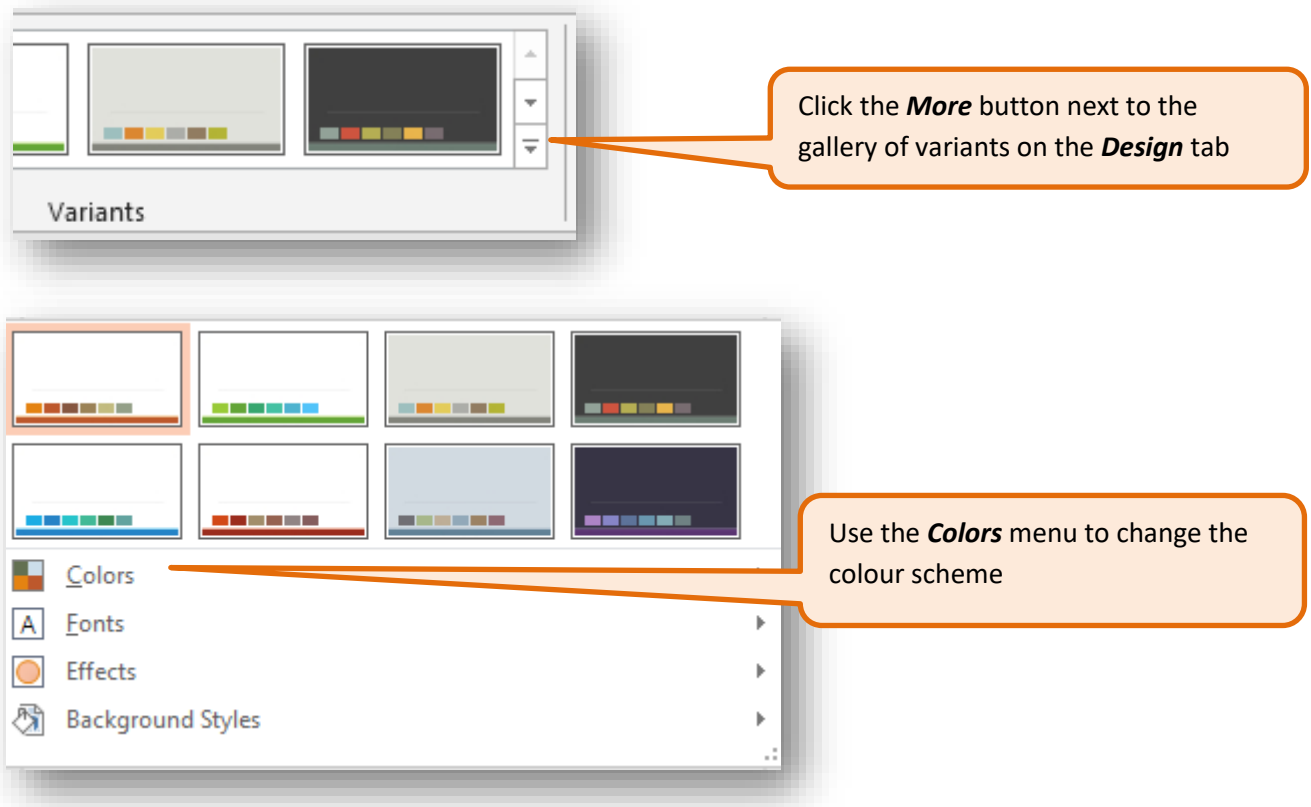 Click the More button next to the
gallery of variants on the Design tab
Variants
Use the Colors menu to change the
colour scheme
Colors
A Fonts
Effects
Background Styles